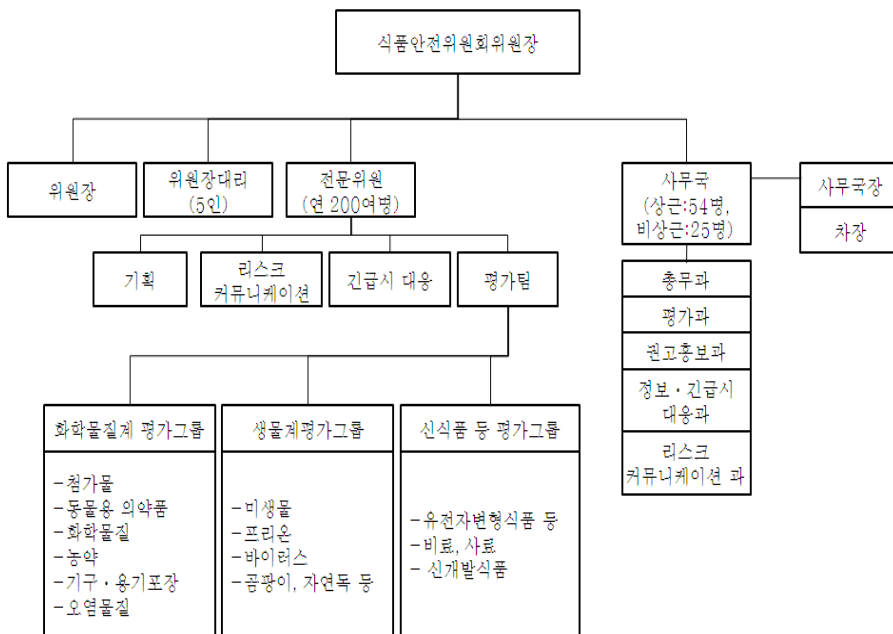 식품안전위원회위원장
위원장
위원장대리
(5인)
전문위원
(연 200여명)
사무국
(상근:54명,
비상근:25명)
사무국장
차장
기획
리스크
커뮤니케이션
긴급시 대응
평가팀
총무과
평가과
권고홍보과
정보·긴급시
대응과
리스크
커뮤니케이션 과
화학물질계 평가그룹
-첨가물
-동물용 의약품
-화학물질
-농약
-기구·용기포장
-오염물질
생물계평가그룹
-미생물
-프리온
-바이러스
-곰팡이, 자연독 등
신식품 등 평가그룹
-유전자변형식품 등
-비료, 사료
- 신개발식품